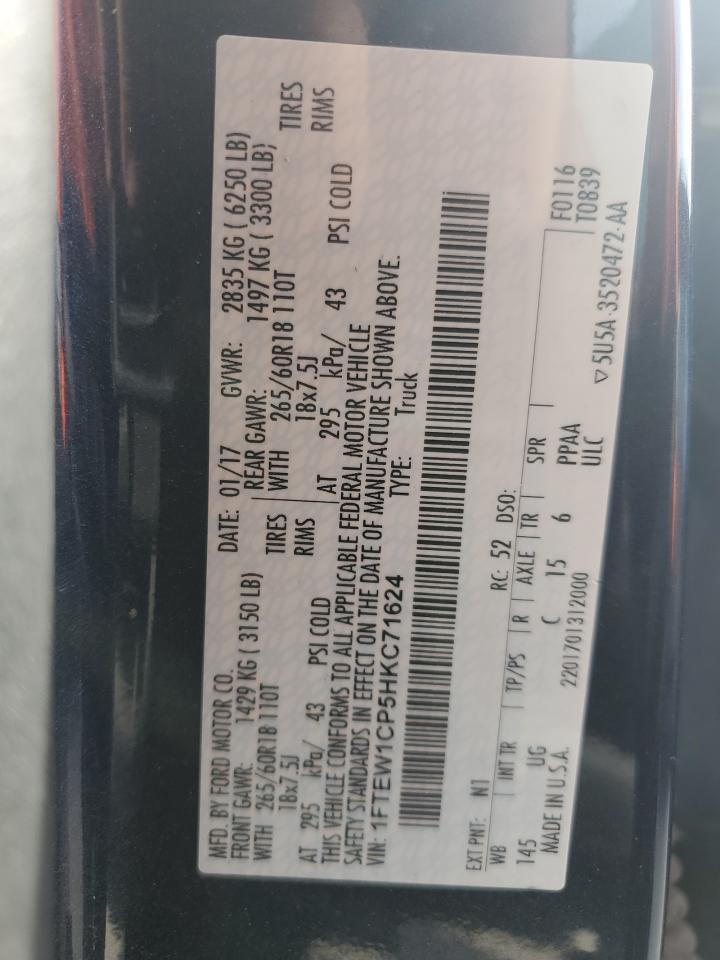 MFD. BY FORD MOTOR CO.
DATE: 01/17 GVWR: 2835 KG ( 6250 LB)
FRONT GAWR: 1429 KG ( 3150 LB) REAR GAWR: 1497 KG ( 3300 LB)
WITH 265/60R18 110T TIRES WITH 265/60R18 110T TIRES
18x7.5J RIMS 18x7.5J RIMS
AT 295 kPa/ 43 PSI COLD AT 295 kPa/ 43 PSI COLD
THIS VEHICLE CONFORMS TO ALL APPLICABLE FEDERAL MOTOR VEHICLE
SAFETY STANDARDS IN EFFECT ON THE DATE OF MANUFACTURE SHOWN ABOVE.
VIN: 1FTEW1CP5HKC71624 TYPE: Truck
EXT PNT: N1 RC: 52 DSO: F0116
WB INT TR TP/PS R AXLE TR SPR T0839
145 UG C 15 6 PPAA
MADE IN U.S.A. 2201701312000 ULC
▽5U5A-3520472-AA